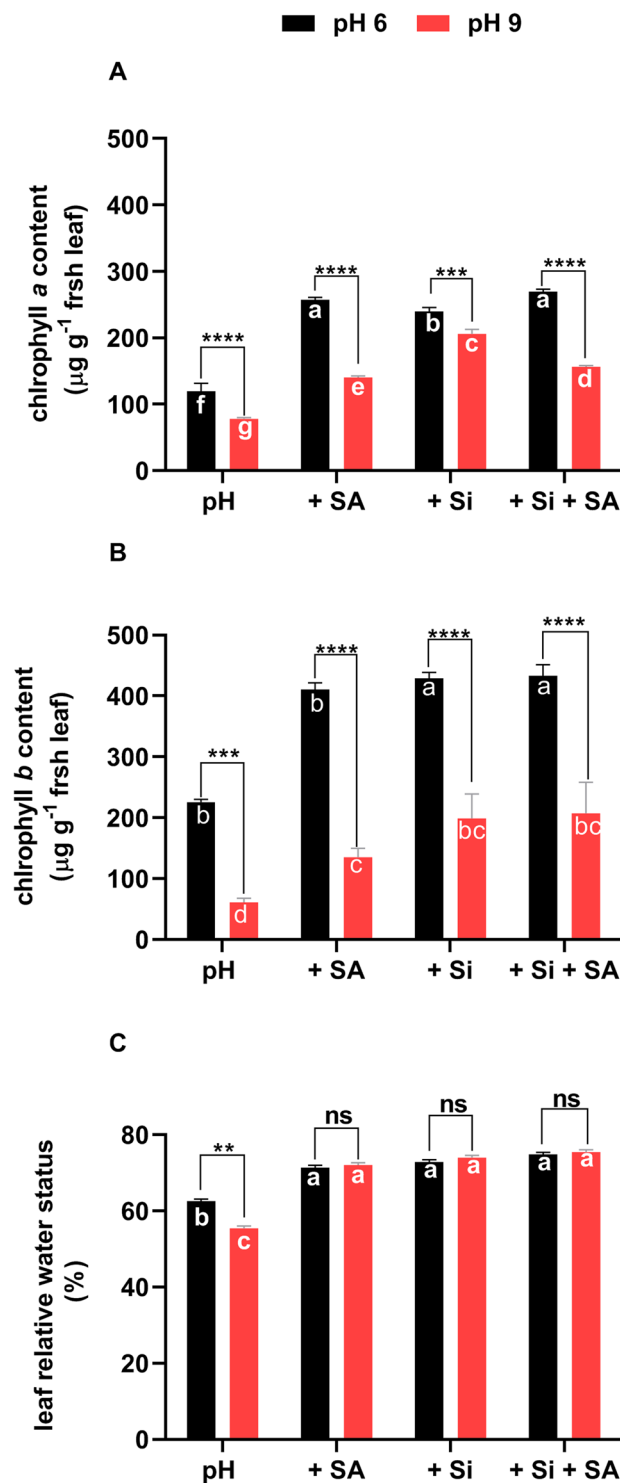 pH 6 pH 9
A
chlrophyll a content
(µg g⁻¹ frsh leaf)
500
400
300
200
100
0
**** **** *** ****
f g a e b c a d
pH + SA + Si + Si + SA
B
chlrophyll b content
(µg g⁻¹ frsh leaf)
500
400
300
200
100
0
*** **** **** ****
b d b c a bc a bc
pH + SA + Si + Si + SA
C
leaf relative water status
(%)
80
60
40
20
0
** ns ns ns
b c a a a a a a
pH + SA + Si + Si + SA